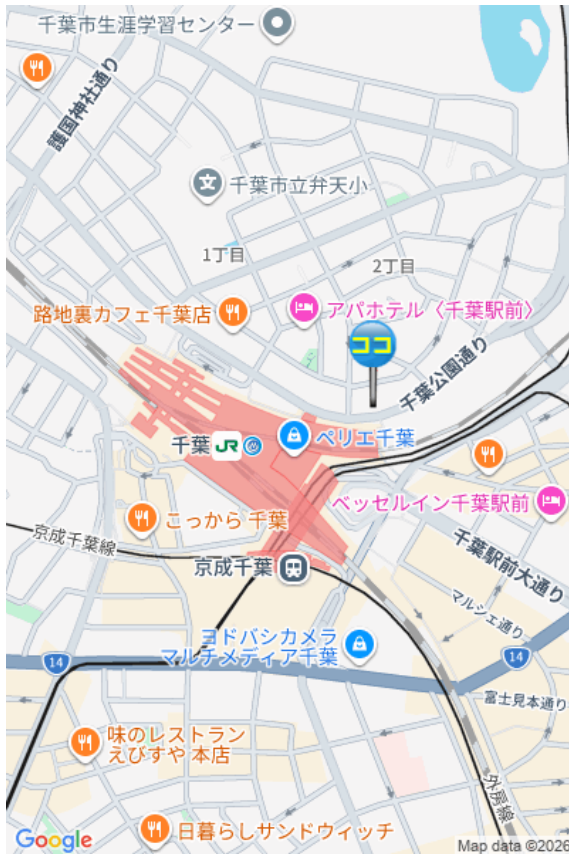 千葉市生涯学習センター
護国神社通り
千葉市立弁天小
1丁目
2丁目
路地裏カフェ千葉店
アパホテル〈千葉駅前〉
ココ
千葉公園通り
千葉 JR
ペリエ千葉
こっから 千葉
ベッセルイン千葉駅前
京成千葉線
京成千葉
千葉駅前大通り
マルシェ通り
ヨドバシカメラ
マルチメディア千葉
14
14
富士見本通り
味のレストラン
えびすや 本店
外房線
日暮らしサンドウィッチ
Google
Map data ©2026